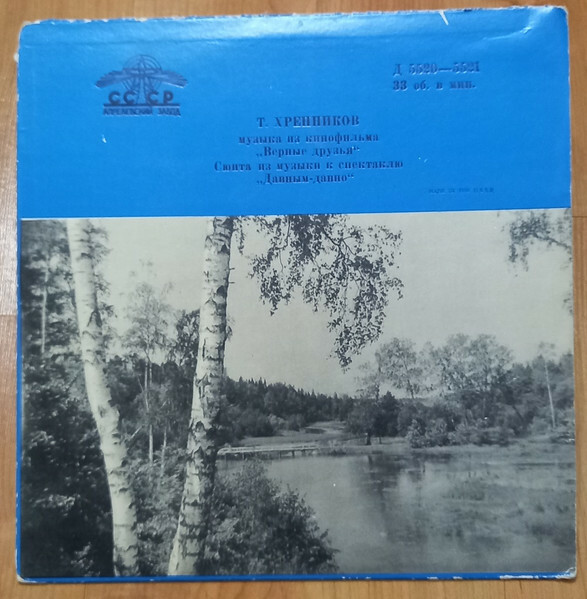 СССР
АПРЕЛЕВСКИЙ ЗАВОД
Д 5520—5521
33 об. в мин.
Т. ХРЕННИКОВ
музыка из кинофильма
„Верные друзья“
Сюита из музыки к спектаклю
„Давным-давно“